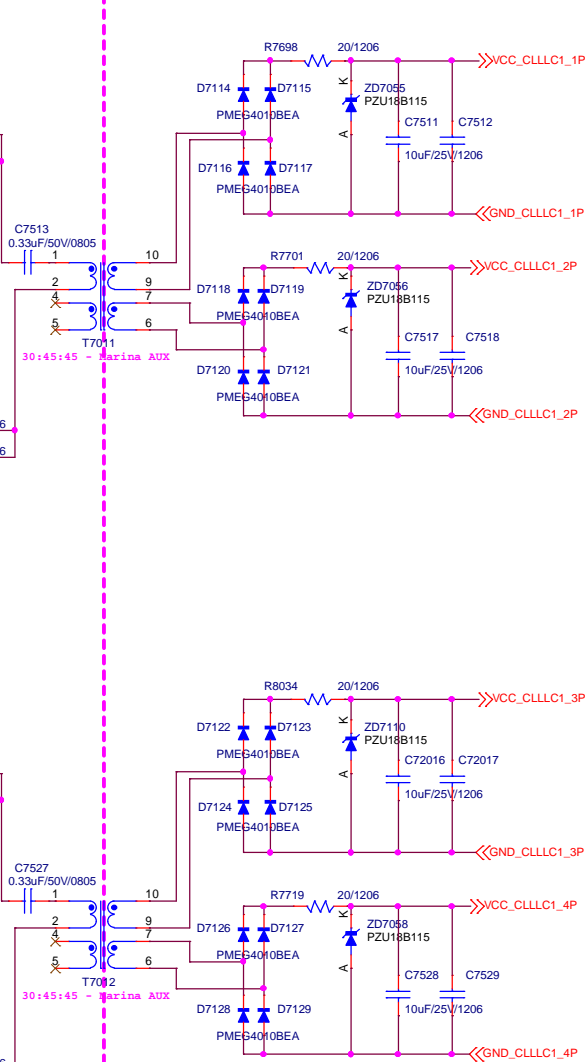 R7698 20/1206
VCC_CLLLC1_1P
D7114 D7115
K
ZD7055
PZU18B115
PMEG4010BEA
A
C7511 C7512
D7116 D7117
10uF/25V/1206
PMEG4010BEA
GND_CLLLC1_1P
C7513
0.33uF/50V/0805
1 10
2 9
4 7
5 6
T7011
30:45:45 - Marina AUX
R7701 20/1206
VCC_CLLLC1_2P
D7118 D7119
K
ZD7056
PZU18B115
PMEG4010BEA
A
C7517 C7518
D7120 D7121
10uF/25V/1206
PMEG4010BEA
GND_CLLLC1_2P
6
6
R8034 20/1206
VCC_CLLLC1_3P
D7122 D7123
K
ZD7110
PZU18B115
PMEG4010BEA
A
C72016 C72017
D7124 D7125
10uF/25V/1206
PMEG4010BEA
GND_CLLLC1_3P
C7527
0.33uF/50V/0805
1 10
2 9
4 7
5 6
T7012
30:45:45 - Marina AUX
R7719 20/1206
VCC_CLLLC1_4P
D7126 D7127
K
ZD7058
PZU18B115
PMEG4010BEA
A
C7528 C7529
D7128 D7129
10uF/25V/1206
PMEG4010BEA
GND_CLLLC1_4P